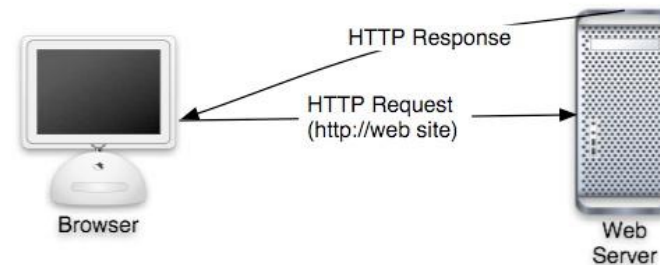 HTTP Response
HTTP Request
(http://web site)
Browser
Web
Server